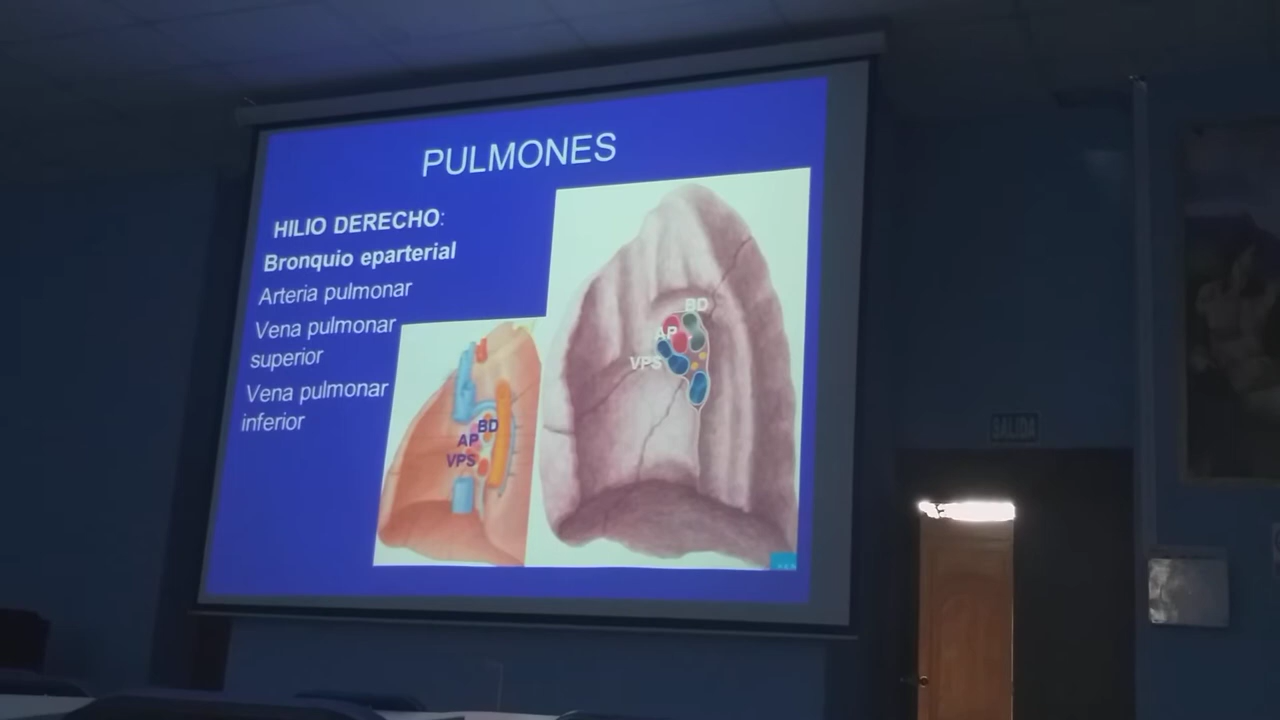 PULMONES
HILIO DERECHO:
Bronquio eparterial
Arteria pulmonar
Vena pulmonar
superior
Vena pulmonar
inferior
BD
AP
VPS
BD
AP
VPS
SALIDA